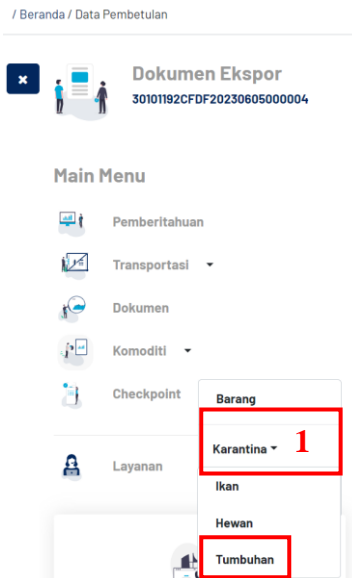 / Beranda / Data Pembetulan
×
Dokumen Ekspor
30101192CFDF20230605000004
Main Menu
Pemberitahuan
Transportasi
Dokumen
Komoditi
Checkpoint
Barang
Karantina 1
Layanan
Ikan
Hewan
Tumbuhan